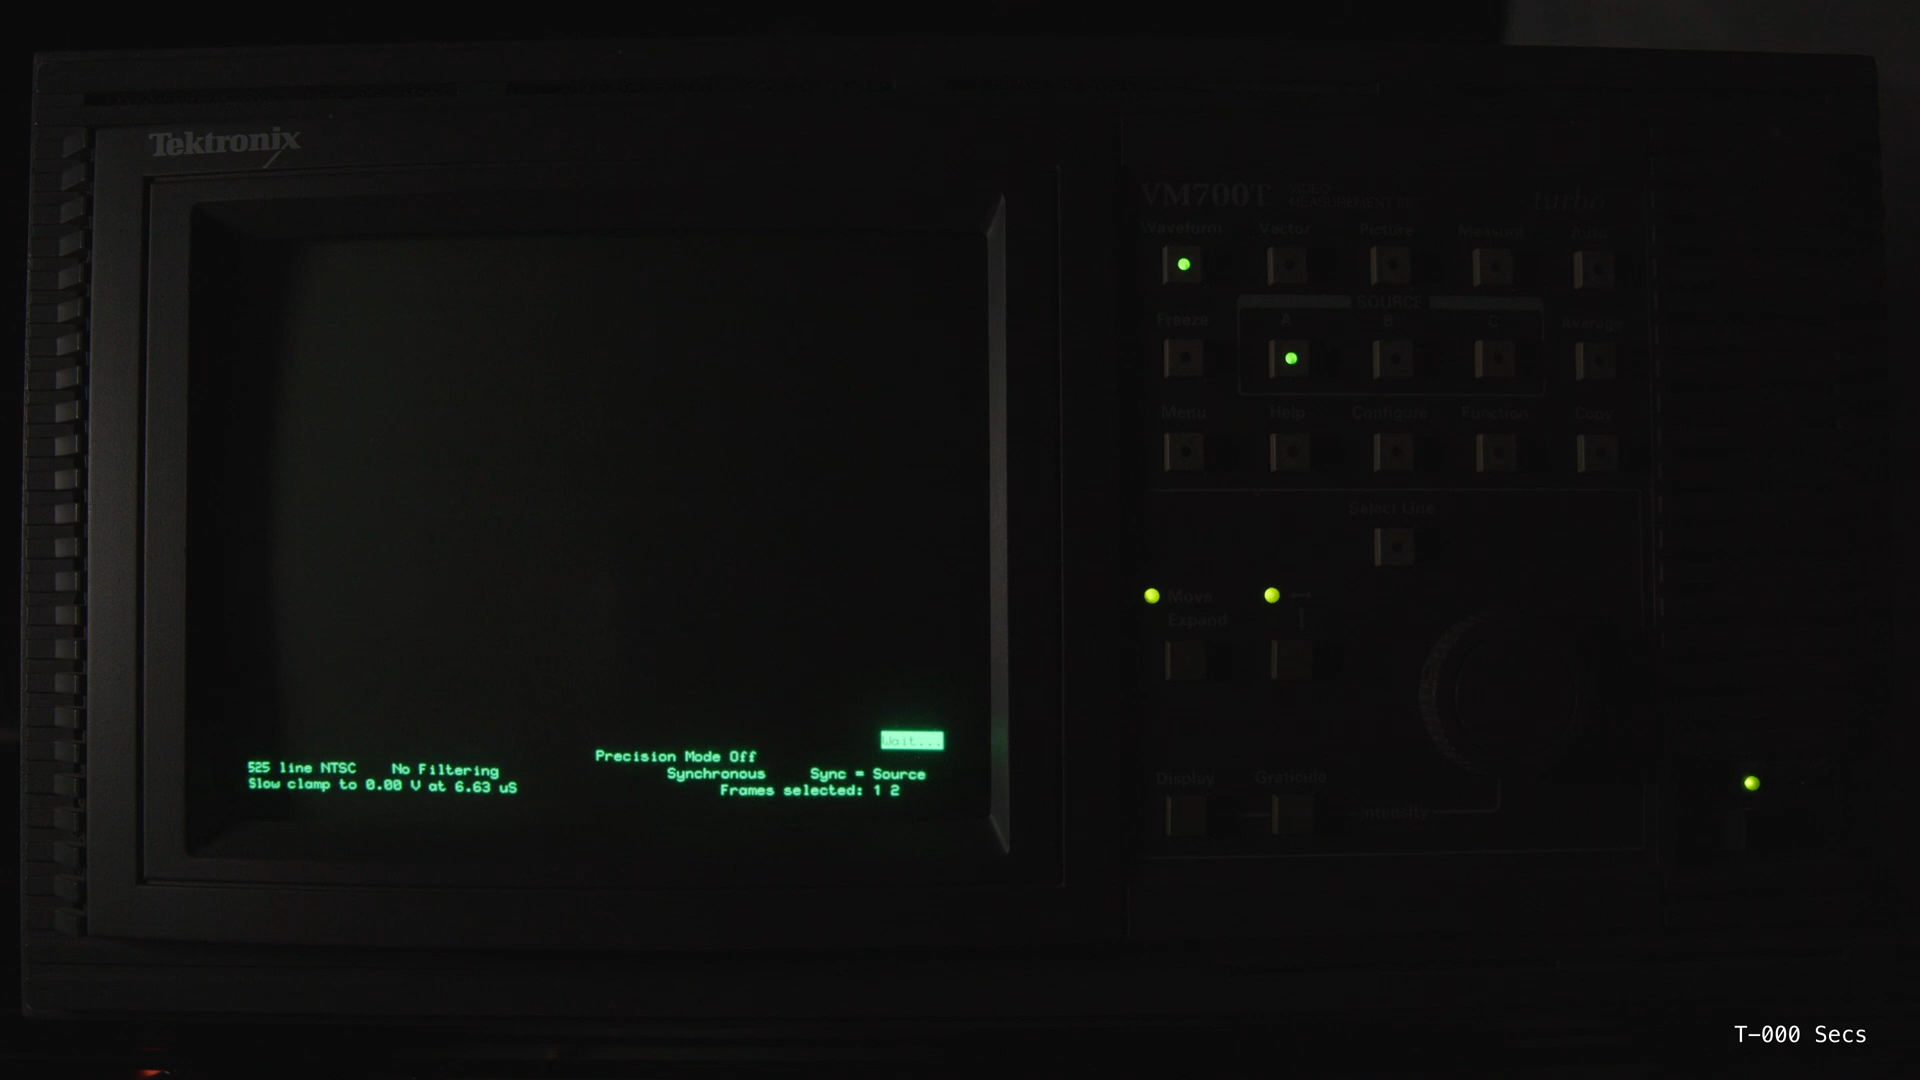 Tektronix
VM700T VIDEO MEASUREMENT SET turbo
Waveform Vector Picture Measure Auto
SOURCE
Freeze A B C Average
Menu Help Configure Function Copy
Select Line
Move
Expand
Wait...
Precision Mode Off
525 line NTSC No Filtering
Synchronous Sync = Source
Slow clamp to 0.00 V at 6.63 uS
Frames selected: 1 2
Display Graticule
Intensity
T-000 Secs